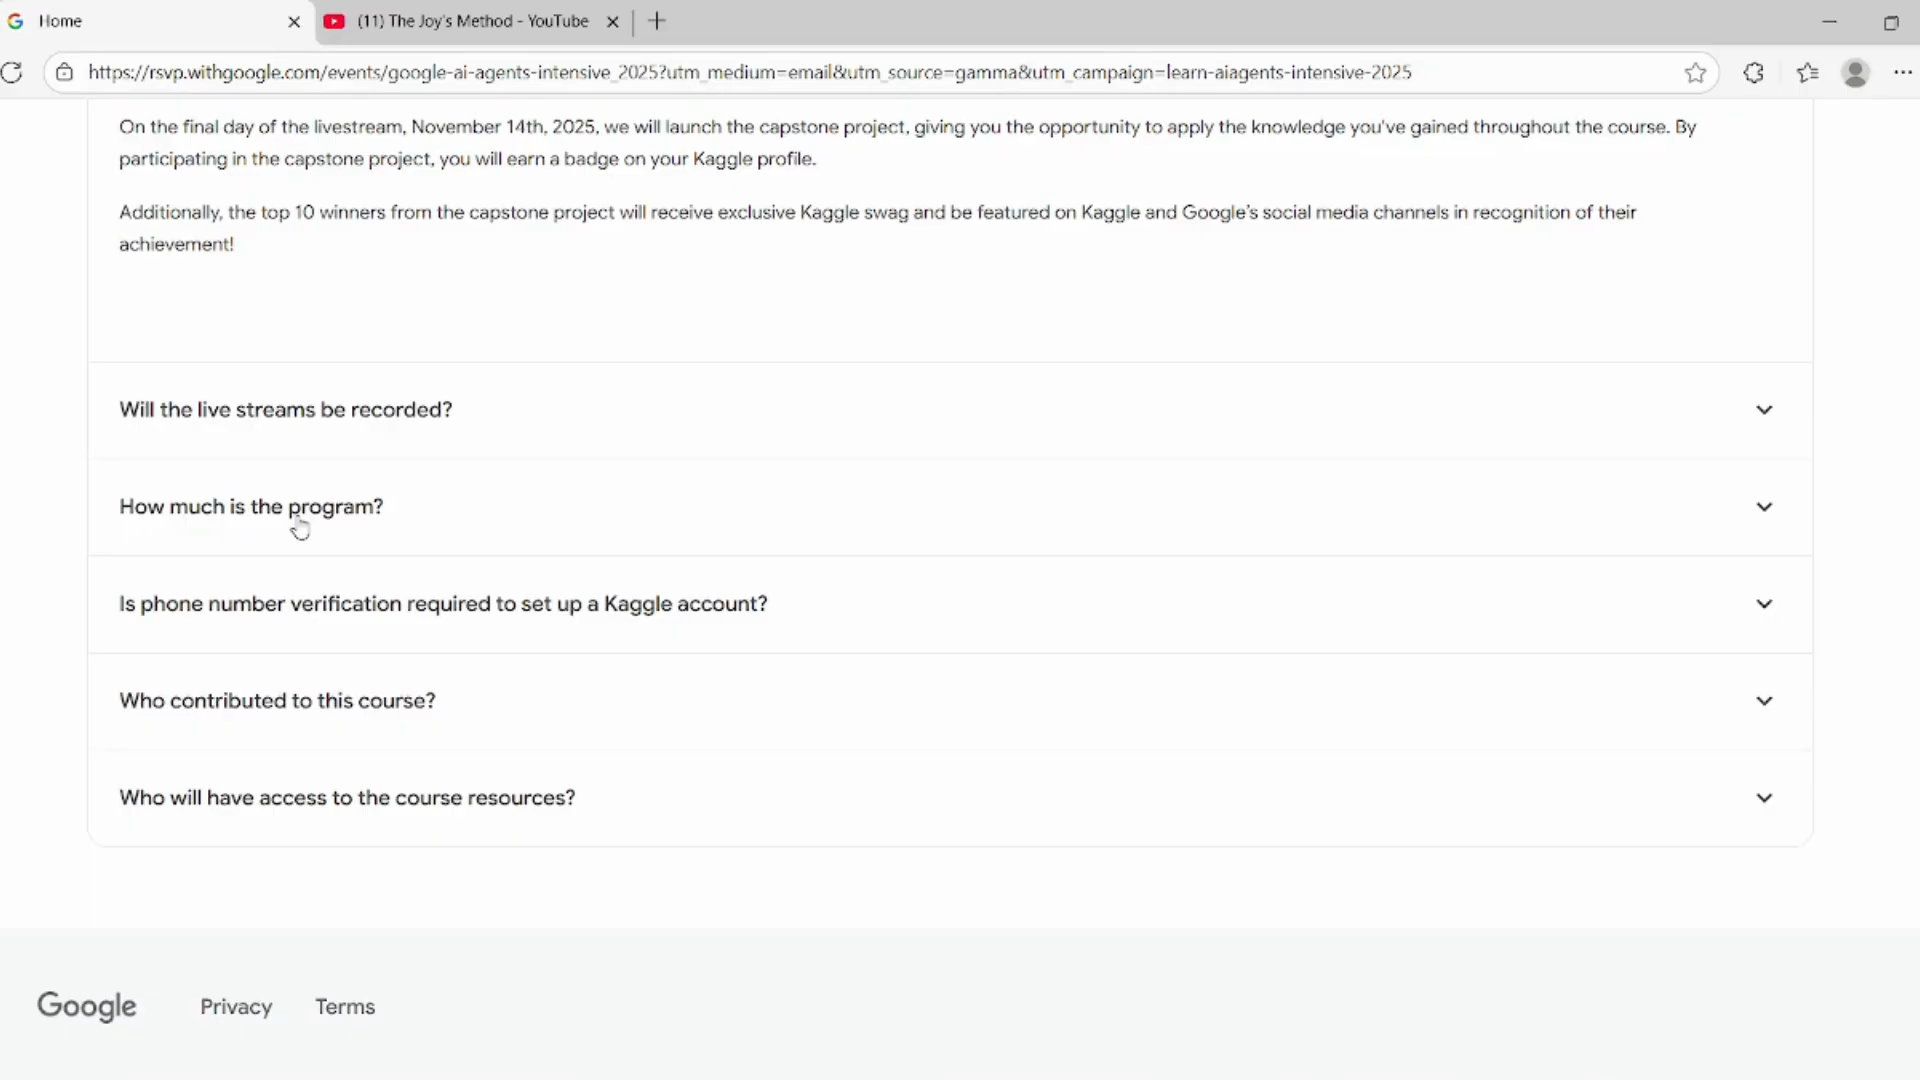 Home
(11) The Joy's Method - YouTube
https://rsvp.withgoogle.com/events/google-ai-agents-intensive_2025?utm_medium=email&utm_source=gamma&utm_campaign=learn-aiagents-intensive-2025
On the final day of the livestream, November 14th, 2025, we will launch the capstone project, giving you the opportunity to apply the knowledge you've gained throughout the course. By
participating in the capstone project, you will earn a badge on your Kaggle profile.
Additionally, the top 10 winners from the capstone project will receive exclusive Kaggle swag and be featured on Kaggle and Google's social media channels in recognition of their
achievement!
Will the live streams be recorded?
How much is the program?
Is phone number verification required to set up a Kaggle account?
Who contributed to this course?
Who will have access to the course resources?
Google
Privacy
Terms